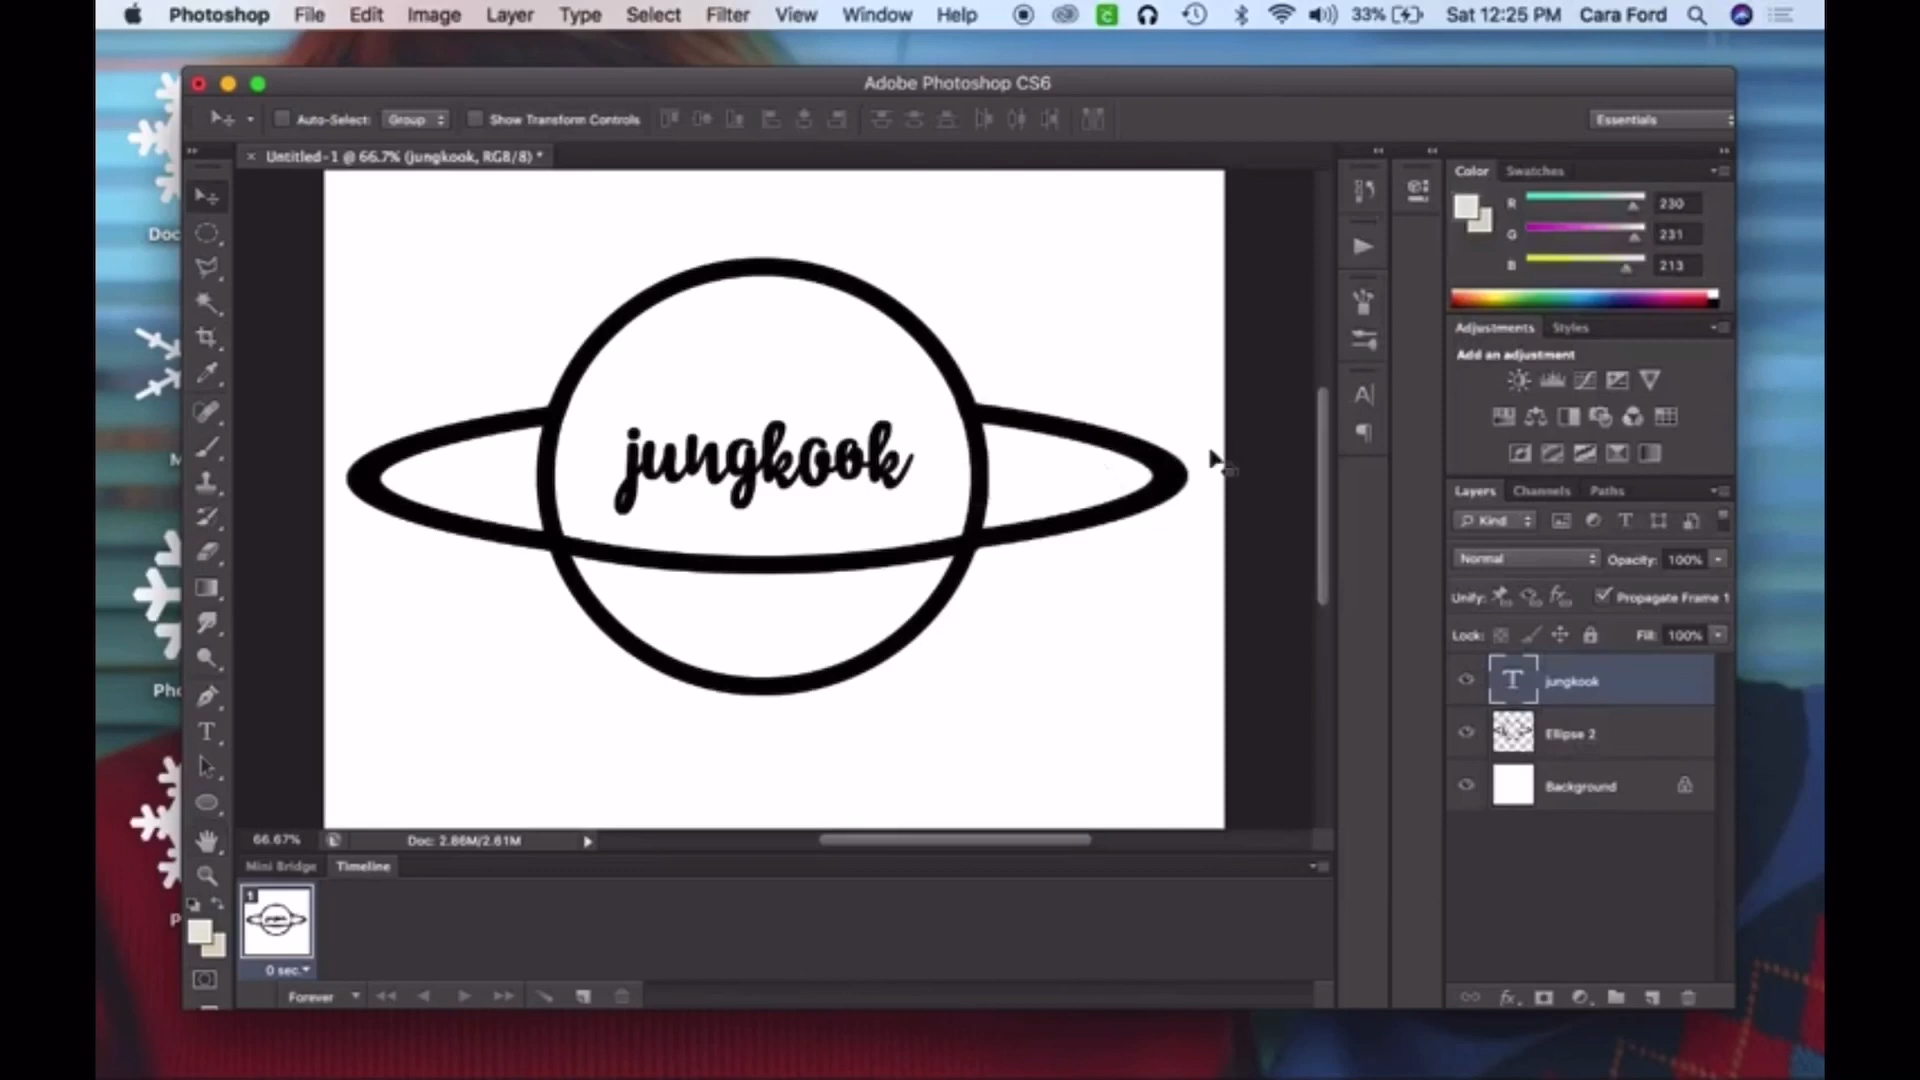 Photoshop File Edit Image Layer Type Select Filter View Window Help 33% Sat 12:25 PM Cara Ford
Adobe Photoshop CS6
Auto-Select: Group Show Transform Controls Essentials
× Untitled-1 @ 66.7% (jungkook, RGB/8) *
Color Swatches
R 230
G 231
B 213
Doc
Adjustments Styles
Add an adjustment
jungkook
Layers Channels Paths
Kind
Normal Opacity: 100%
Unify: Propagate Frame 1
Lock: Fill: 100%
T jungkook
Ellipse 2
Background
66.67% Doc: 2.86M/2.61M
Mini Bridge Timeline
1
0 sec.
Forever